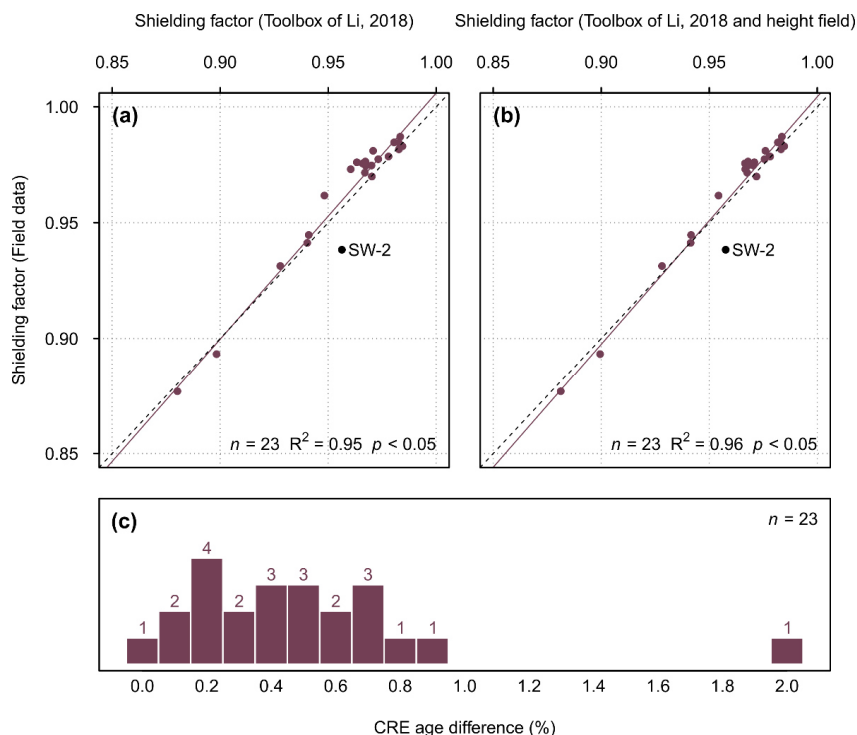 Shielding factor (Toolbox of Li, 2018)
Shielding factor (Toolbox of Li, 2018 and height field)
0.85 0.90 0.95 1.00
0.85 0.90 0.95 1.00
Shielding factor (Field data)
1.00
0.95
0.90
0.85
(a)
SW-2
n = 23 R² = 0.95 p < 0.05
(b)
SW-2
n = 23 R² = 0.96 p < 0.05
(c)
n = 23
1 2 4 2 3 3 2 3 1 1 1
0.0 0.2 0.4 0.6 0.8 1.0 1.2 1.4 1.6 1.8 2.0
CRE age difference (%)